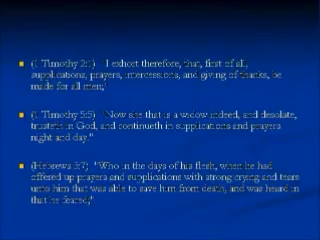 (1 Timothy 2:1) "I exhort therefore, that, first of all,
supplications, prayers, intercessions, and giving of thanks, be
made for all men;"
(1 Timothy 5:5) "Now she that is a widow indeed, and desolate,
trusteth in God, and continueth in supplications and prayers
night and day."
(Hebrews 5:7) "Who in the days of his flesh, when he had
offered up prayers and supplications with strong crying and tears
unto him that was able to save him from death, and was heard in
that he feared;"